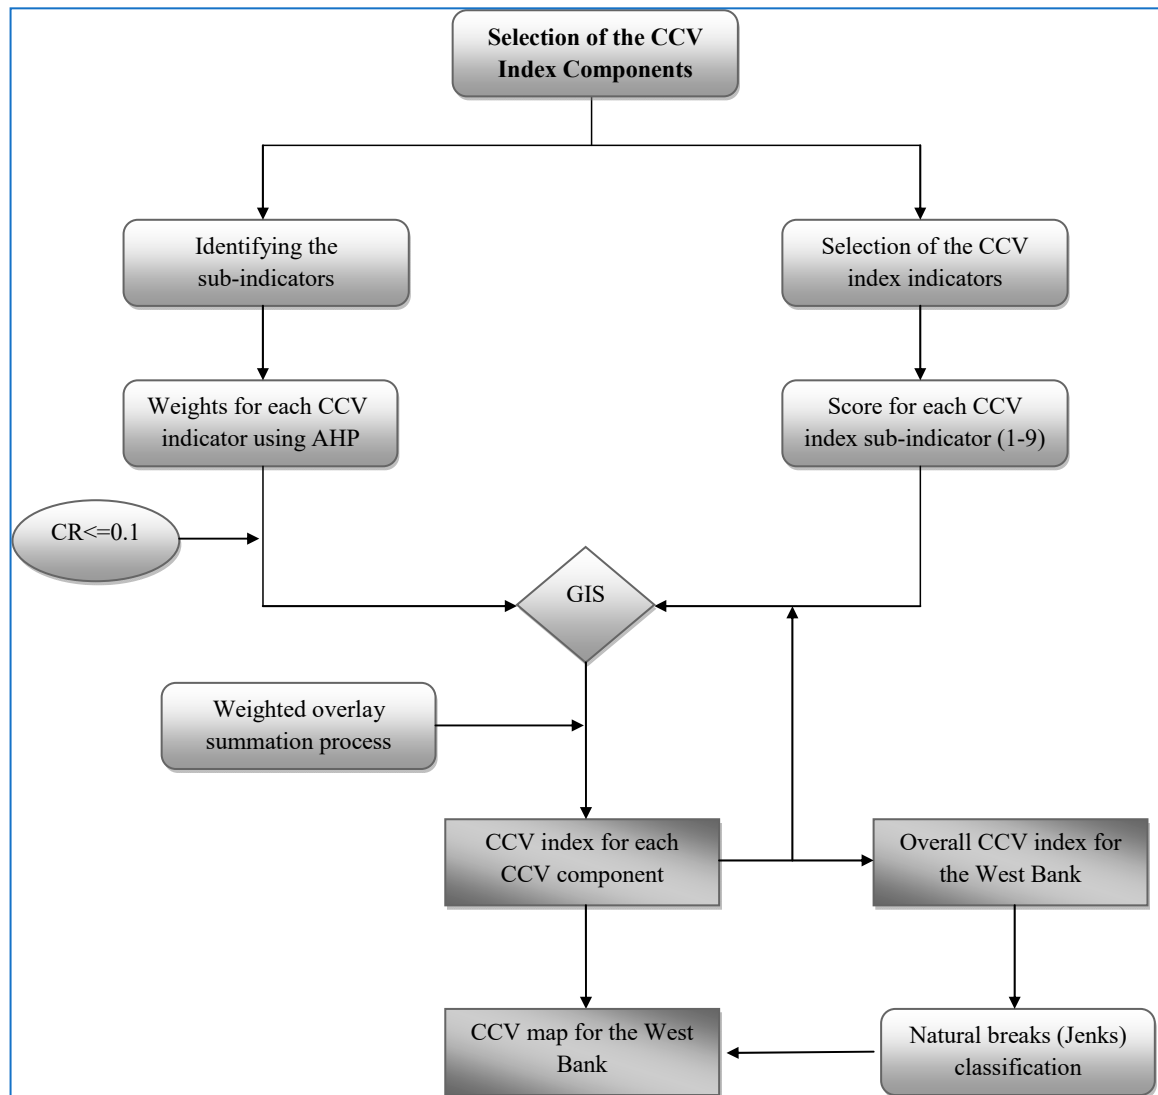 Selection of the CCV
Index Components
Identifying the
sub-indicators
Selection of the CCV
index indicators
Weights for each CCV
indicator using AHP
Score for each CCV
index sub-indicator (1-9)
CR<=0.1
GIS
Weighted overlay
summation process
CCV index for each
CCV component
Overall CCV index for
the West Bank
CCV map for the West
Bank
Natural breaks (Jenks)
classification